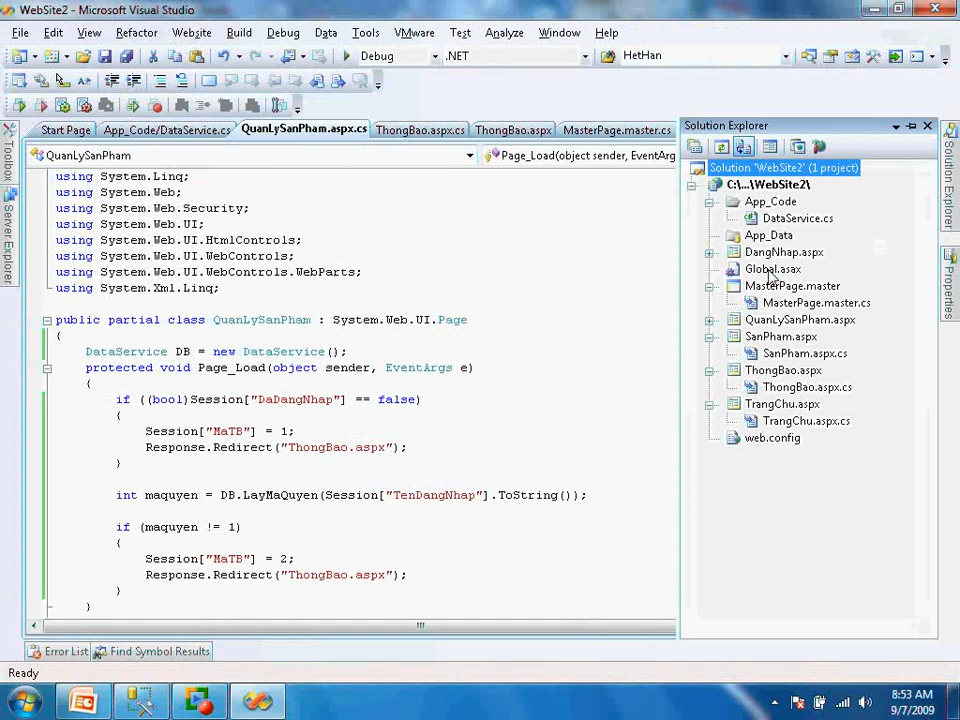 WebSite2 - Microsoft Visual Studio
File Edit View Refactor Website Build Debug Data Tools VMware Test Analyze Window Help
Debug .NET HetHan
Start Page App_Code/DataService.cs QuanLySanPham.aspx.cs ThongBao.aspx.cs ThongBao.aspx MasterPage.master.cs
QuanLySanPham Page_Load(object sender, EventArg
using System.Linq;
using System.Web;
using System.Web.Security;
using System.Web.UI;
using System.Web.UI.HtmlControls;
using System.Web.UI.WebControls;
using System.Web.UI.WebControls.WebParts;
using System.Xml.Linq;
public partial class QuanLySanPham : System.Web.UI.Page
{
DataService DB = new DataService();
protected void Page_Load(object sender, EventArgs e)
{
if ((bool)Session["DaDangNhap"] == false)
{
Session["MaTB"] = 1;
Response.Redirect("ThongBao.aspx");
}
int maquyen = DB.LayMaQuyen(Session["TenDangNhap"].ToString());
if (maquyen != 1)
{
Session["MaTB"] = 2;
Response.Redirect("ThongBao.aspx");
}
}
Toolbox
Server Explorer
Solution Explorer
Solution 'WebSite2' (1 project)
C:\...\WebSite2\
App_Code
DataService.cs
App_Data
DangNhap.aspx
Global.asax
MasterPage.master
MasterPage.master.cs
QuanLySanPham.aspx
SanPham.aspx
SanPham.aspx.cs
ThongBao.aspx
ThongBao.aspx.cs
TrangChu.aspx
TrangChu.aspx.cs
web.config
Solution Explorer
Properties
Error List Find Symbol Results
Ready
8:53 AM
9/7/2009